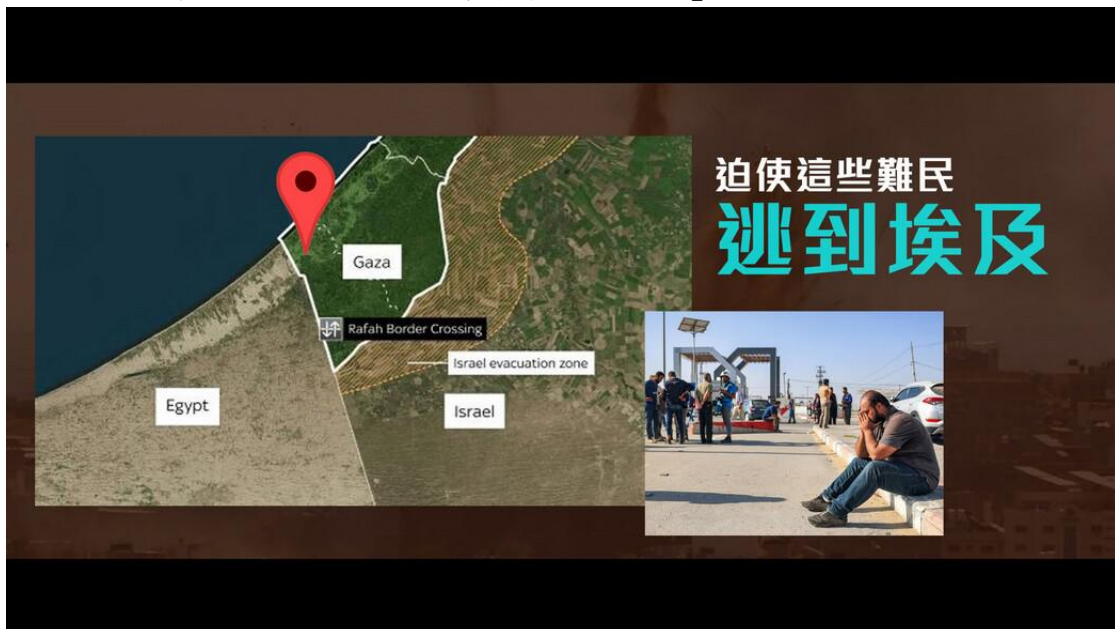 迫使這些難民
逃到埃及
Gaza
Rafah Border Crossing
Israel evacuation zone
Egypt
Israel